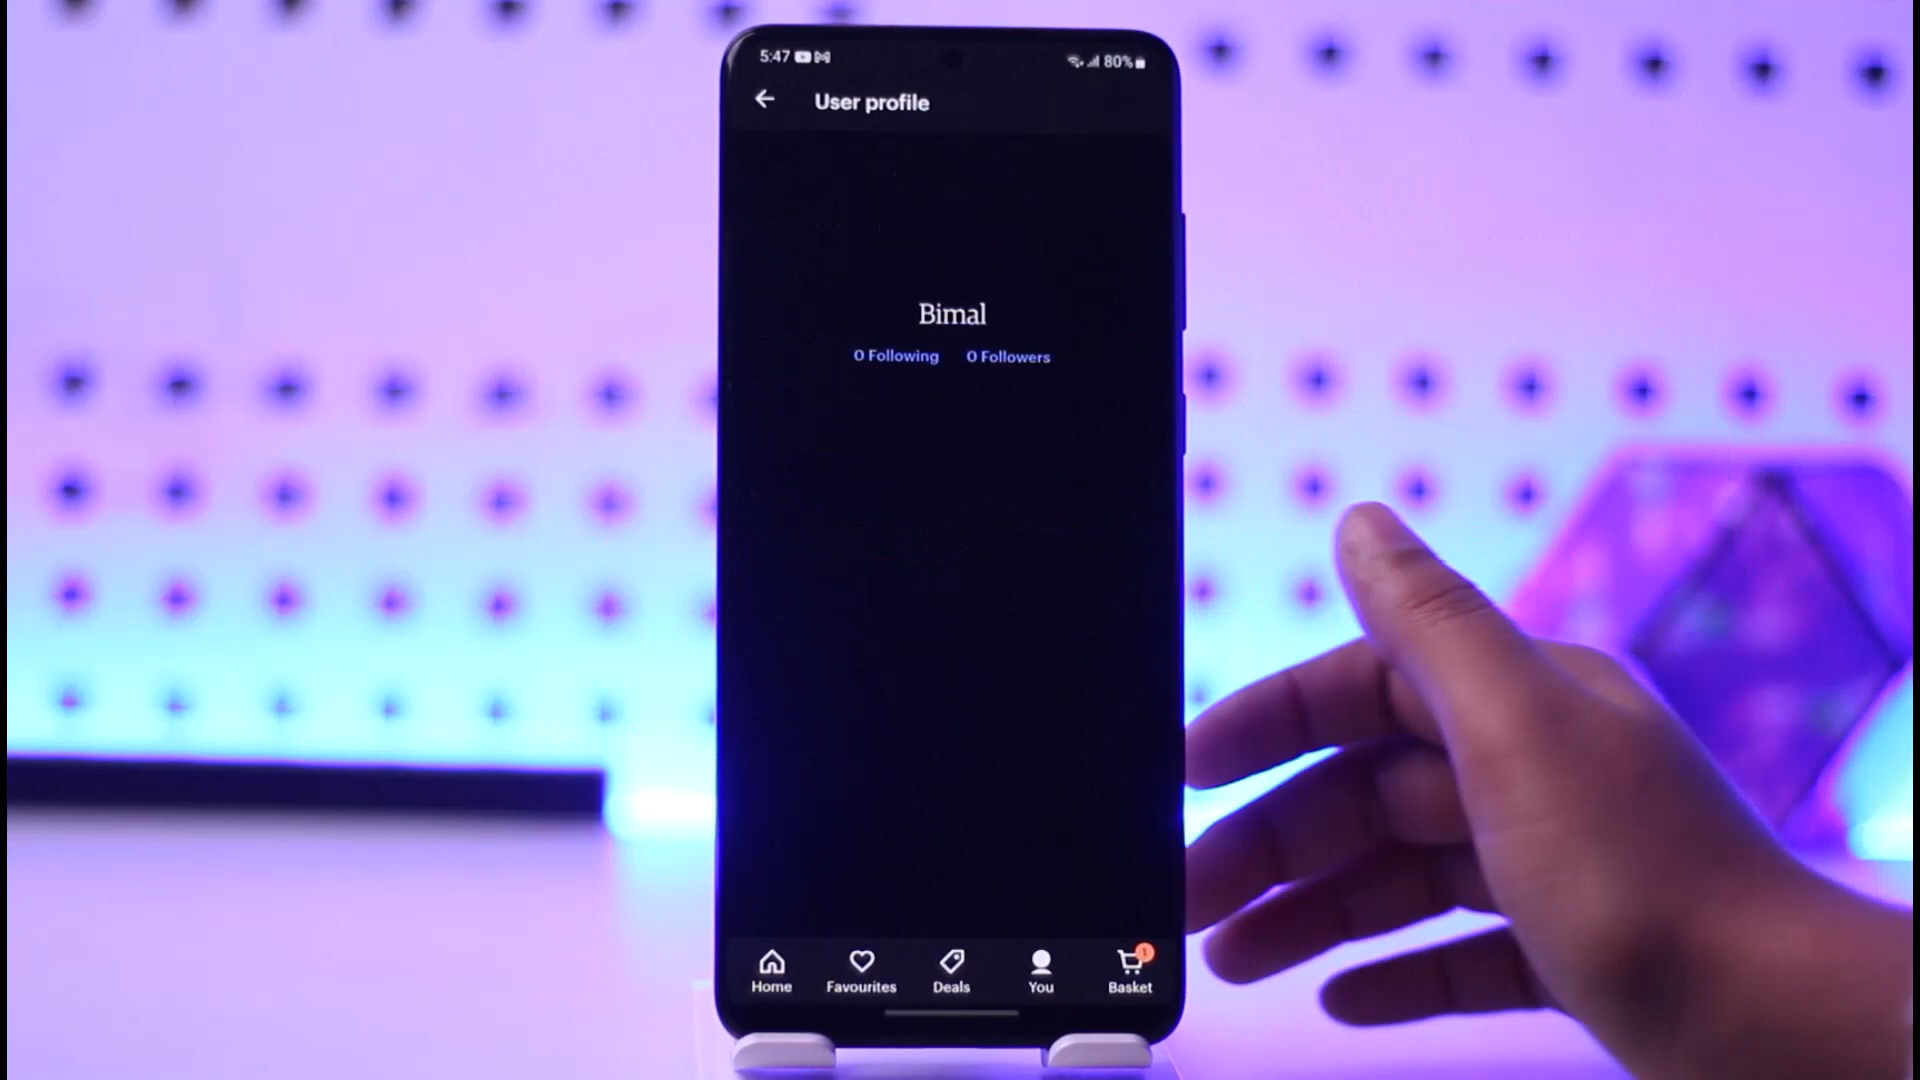 5:47 80%
User profile
Bimal
0 Following 0 Followers
Home Favourites Deals You Basket
1